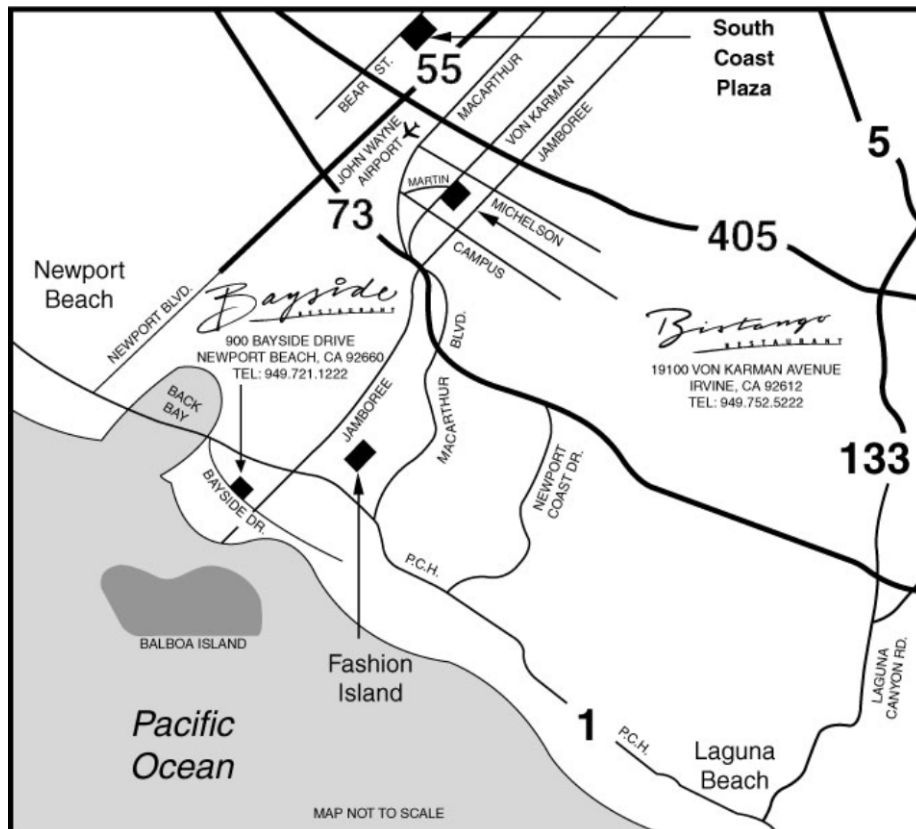 South
Coast
Plaza
BEAR ST.
55
MACARTHUR
VON KARMAN
JAMBOREE
5
JOHN WAYNE
AIRPORT
MARTIN
73
MICHELSON
CAMPUS
405
Newport
Beach
NEWPORT BLVD.
Bayside
RESTAURANT
900 BAYSIDE DRIVE
NEWPORT BEACH, CA 92660
TEL: 949.721.1222
Bistango
RESTAURANT
19100 VON KARMAN AVENUE
IRVINE, CA 92612
TEL: 949.752.5222
BACK
BAY
JAMBOREE
MACARTHUR BLVD.
NEWPORT
COAST DR.
133
BAYSIDE DR.
P.C.H.
BALBOA ISLAND
Fashion
Island
LAGUNA
CANYON RD.
Pacific
Ocean
1
P.C.H.
Laguna
Beach
MAP NOT TO SCALE